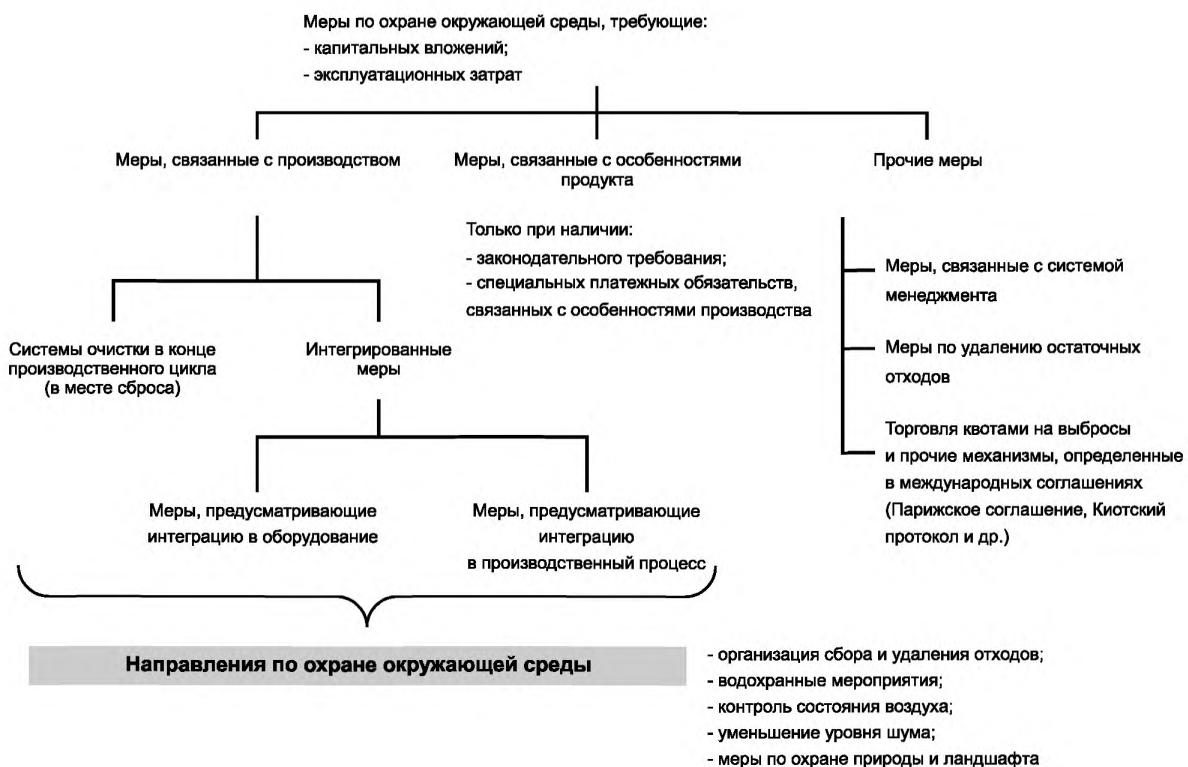 Меры по охране окружающей среды, требующие:
- капитальных вложений;
- эксплуатационных затрат
Меры, связанные с производством
Меры, связанные с особенностями
продукта
Прочие меры
Только при наличии:
- законодательного требования;
- специальных платежных обязательств,
связанных с особенностями производства
Меры, связанные с системой
менеджмента
Системы очистки в конце
производственного цикла
(в месте сброса)
Интегрированные
меры
Меры по удалению остаточных
отходов
Торговля квотами на выбросы
и прочие механизмы, определенные
в международных соглашениях
(Парижское соглашение, Киотский
протокол и др.)
Меры, предусматривающие
интеграцию в оборудование
Меры, предусматривающие
интеграцию
в производственный процесс
Направления по охране окружающей среды
- организация сбора и удаления отходов;
- водохранные мероприятия;
- контроль состояния воздуха;
- уменьшение уровня шума;
- меры по охране природы и ландшафта